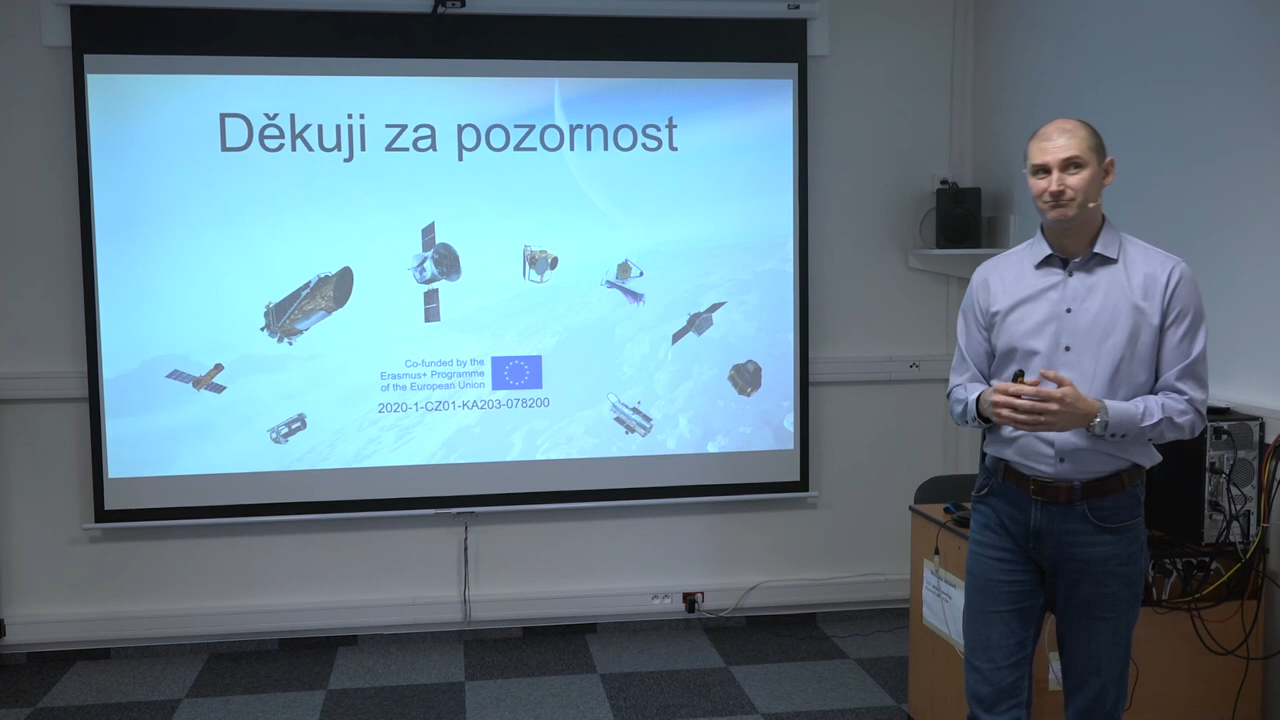 Děkuji za pozornost
Co-funded by the
Erasmus+ Programme
of the European Union
2020-1-CZ01-KA203-078200